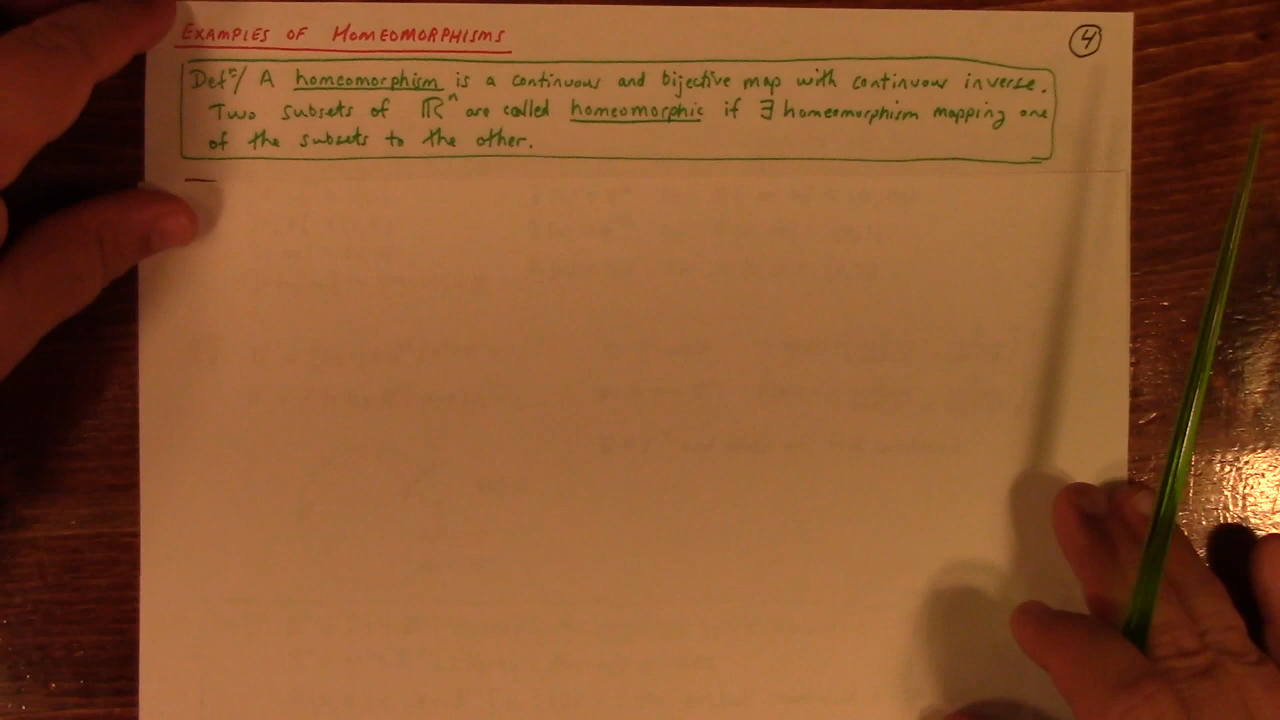 EXAMPLES OF HOMEOMORPHISMS
4
Defⁿ/ A homeomorphism is a continuous and bijective map with continuous inverse.
Two subsets of ℝⁿ are called homeomorphic if ∃ homeomorphism mapping one
of the subsets to the other.